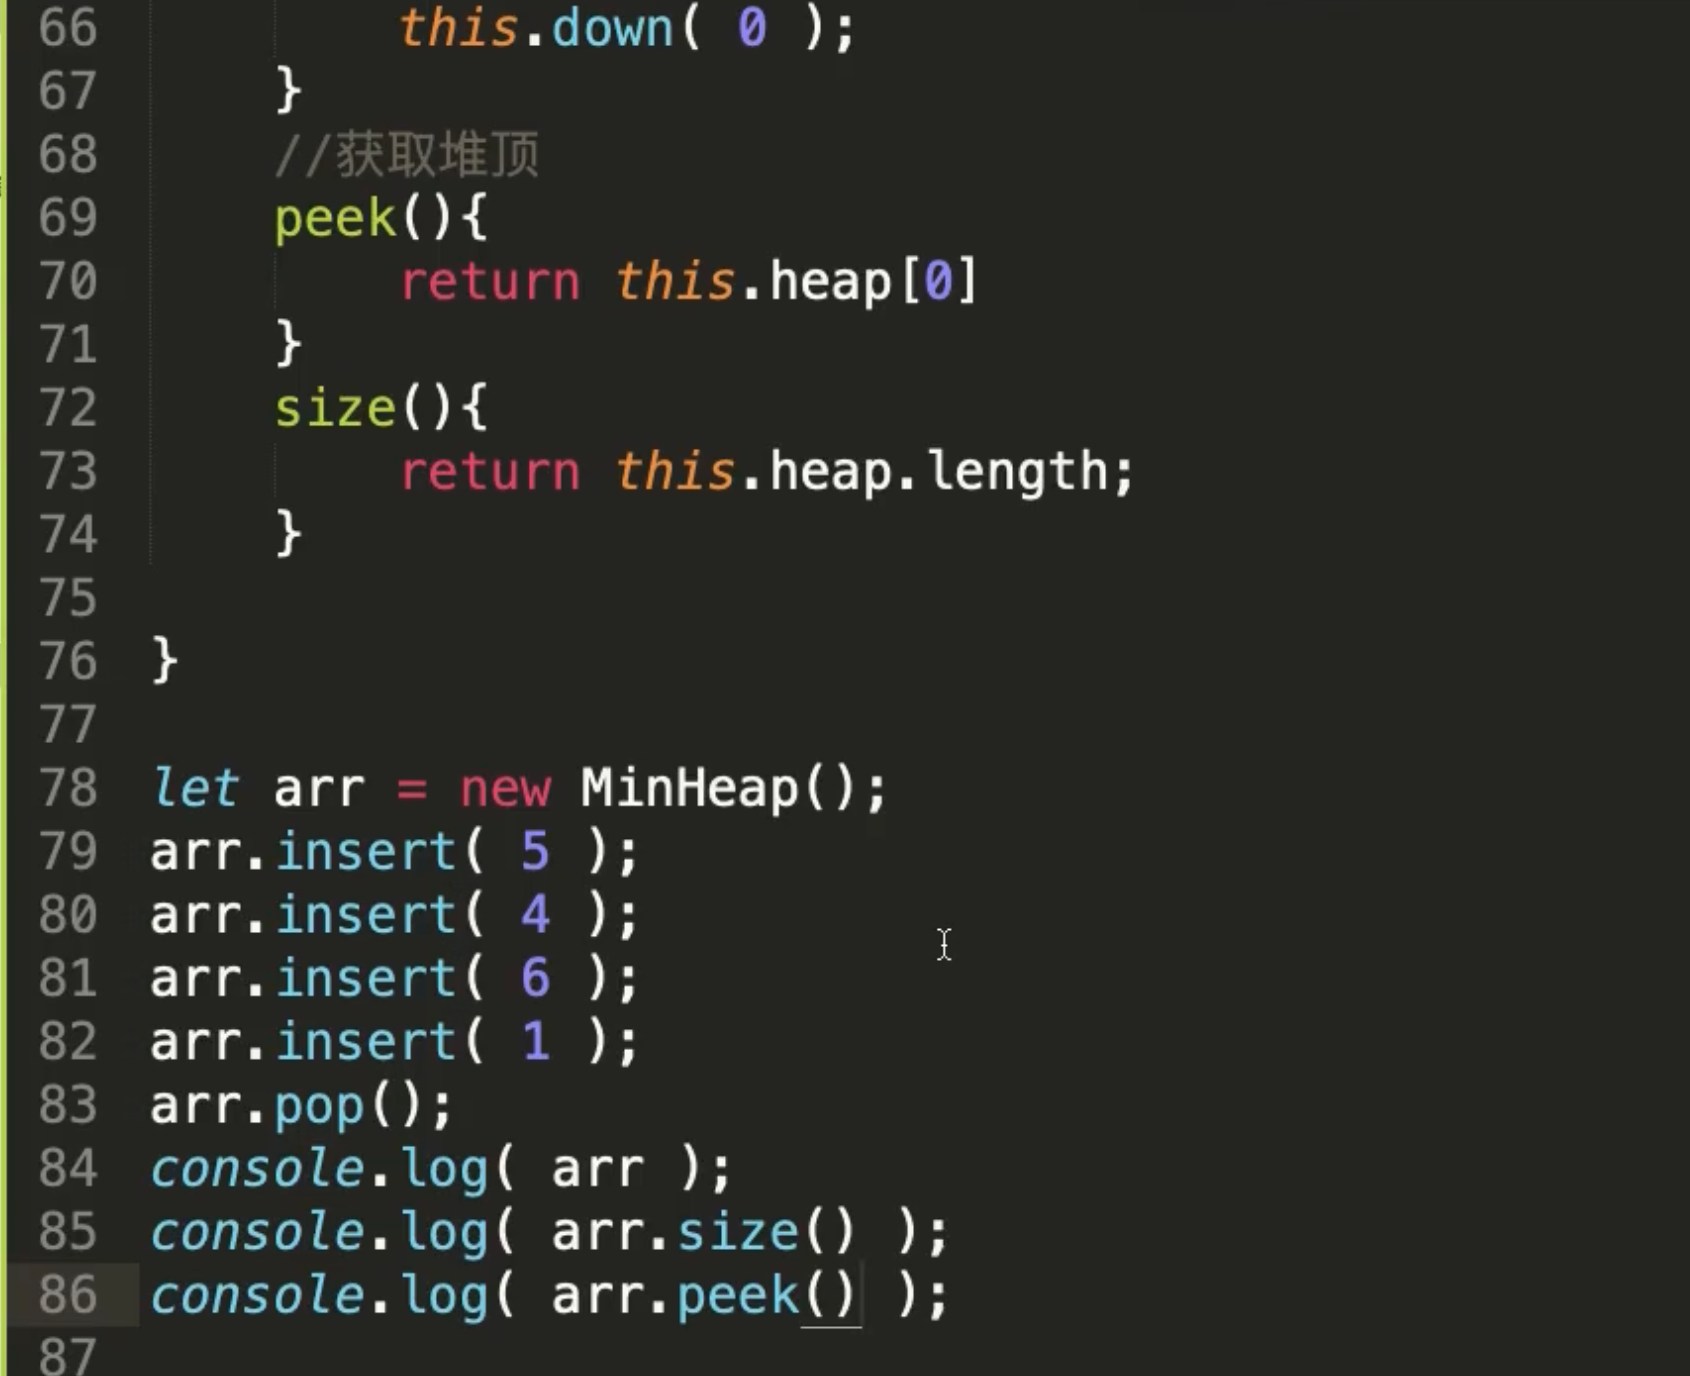 66 this.down( 0 );
67 }
68 //获取堆顶
69 peek(){
70 return this.heap[0]
71 }
72 size(){
73 return this.heap.length;
74 }
75
76 }
77
78 let arr = new MinHeap();
79 arr.insert( 5 );
80 arr.insert( 4 );
81 arr.insert( 6 );
82 arr.insert( 1 );
83 arr.pop();
84 console.log( arr );
85 console.log( arr.size() );
86 console.log( arr.peek() );
87